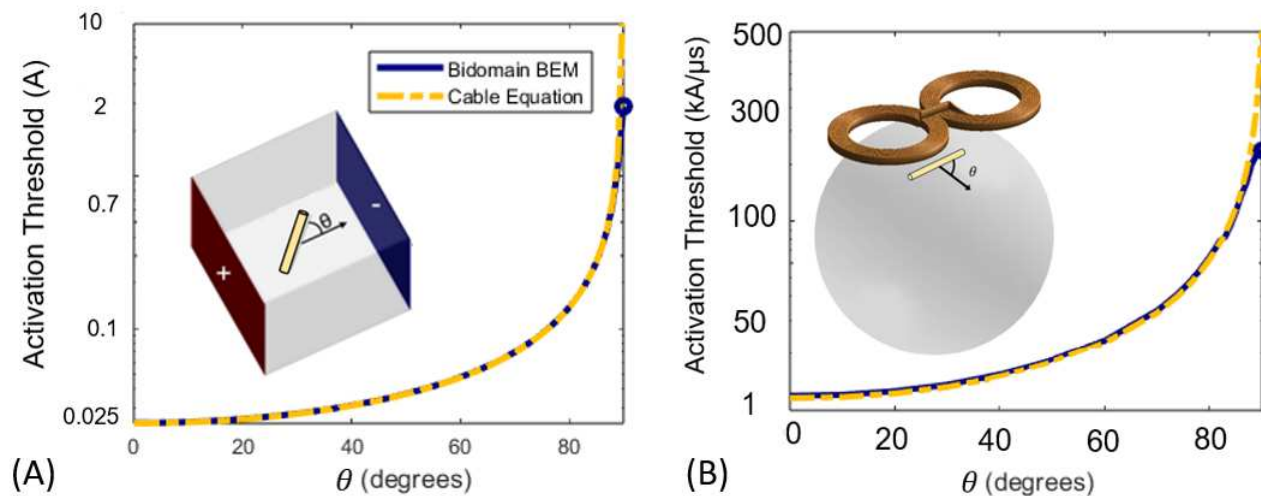 10
2
0.7
0.1
0.025
Activation Threshold (A)
Bidomain BEM
Cable Equation
+
-
θ
0 20 40 60 80
θ (degrees)
(A)
500
300
100
50
1
Activation Threshold (kA/µs)
θ
0 20 40 60 80
θ (degrees)
(B)